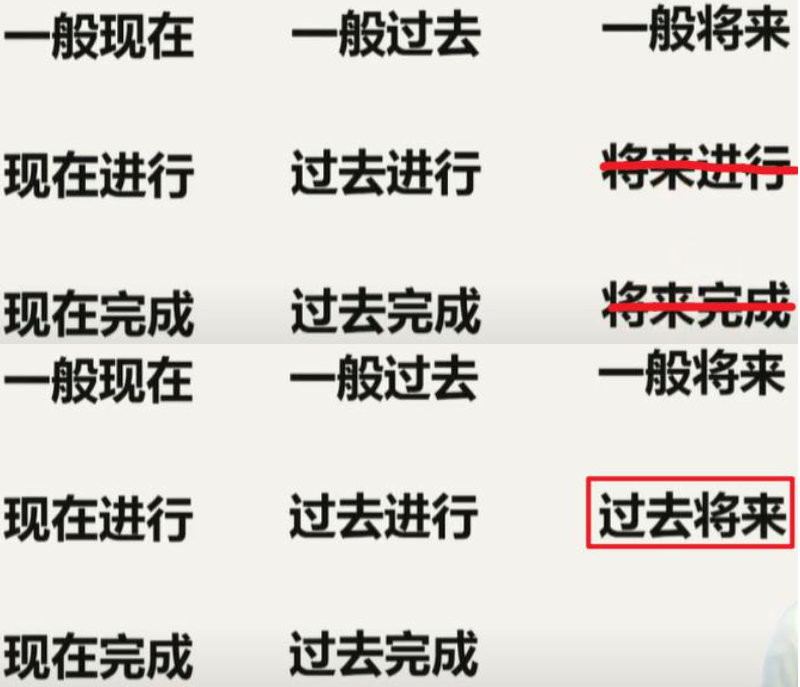 一般现在 一般过去 一般将来
现在进行 过去进行 将来进行
现在完成 过去完成 将来完成
一般现在 一般过去 一般将来
现在进行 过去进行 过去将来
现在完成 过去完成